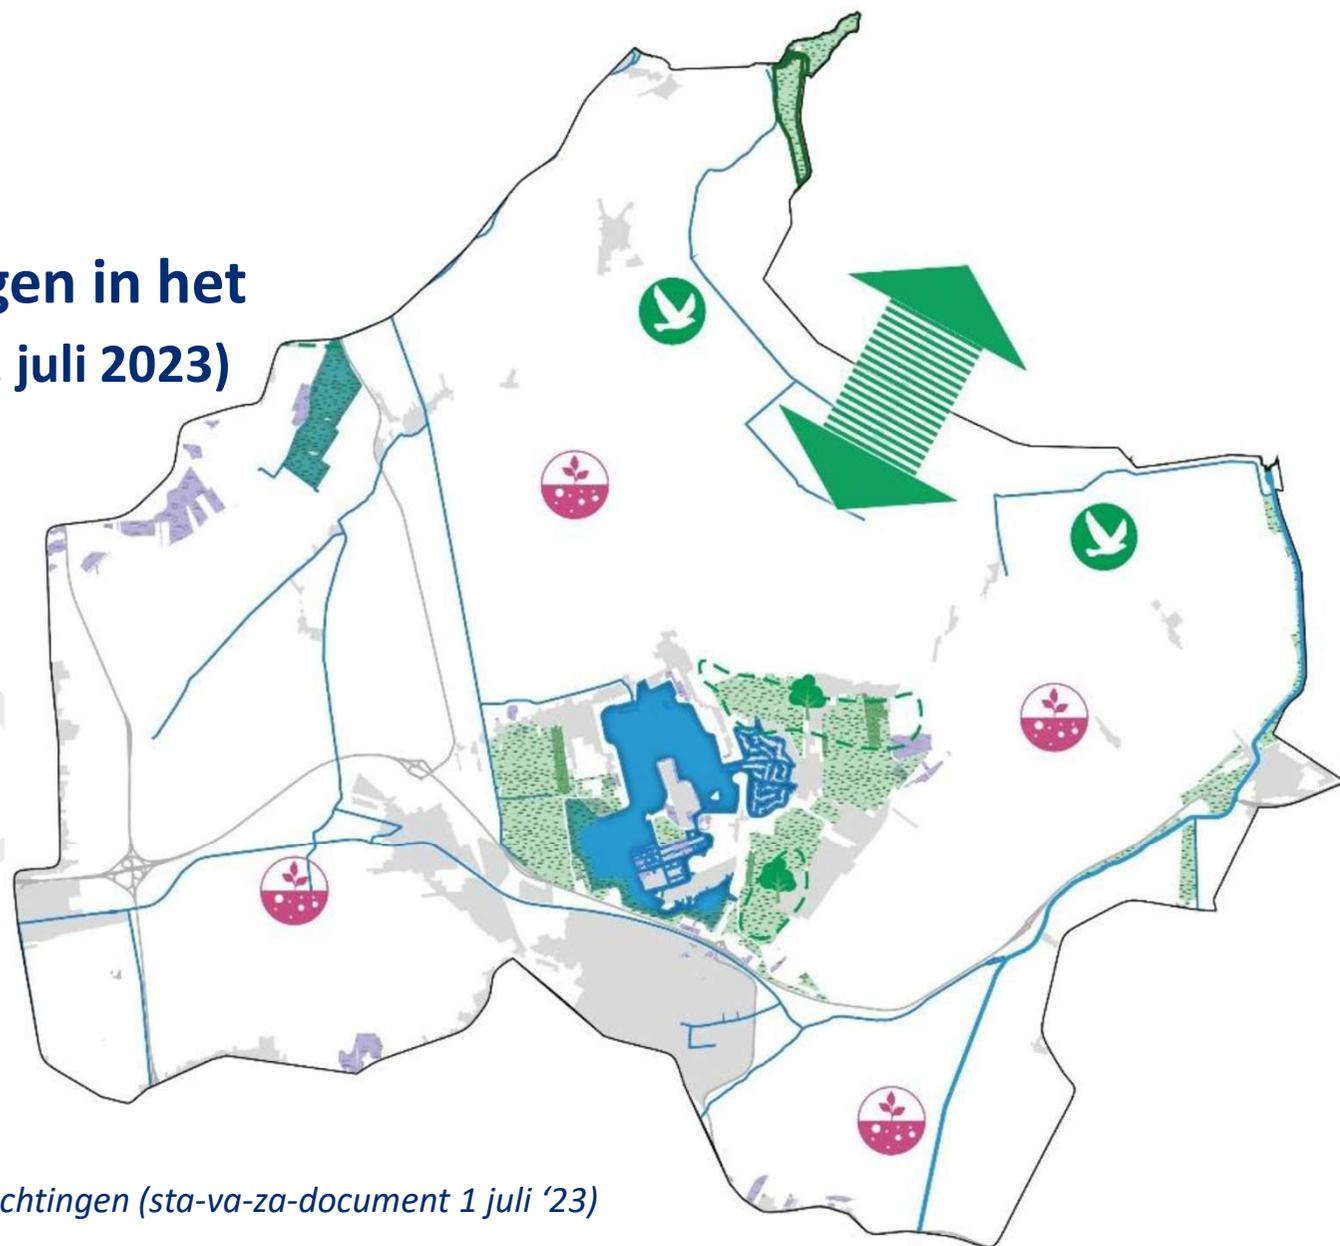 gen in het
juli 2023)
chtingen (sta-va-za-document 1 juli ‘23)